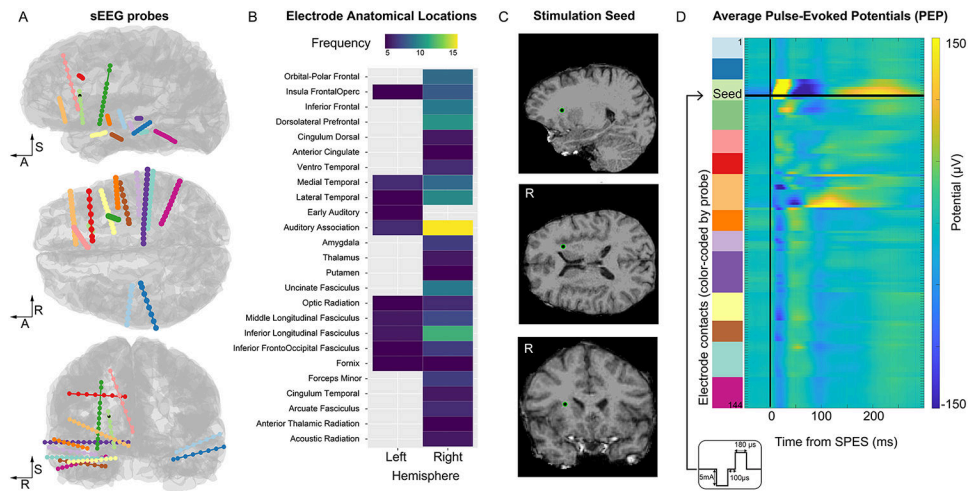 A
sEEG probes
S
A
R
A
S
R
B
Electrode Anatomical Locations
Frequency
5 10 15
Orbital-Polar Frontal
Insula FrontalOperc
Inferior Frontal
Dorsolateral Prefrontal
Cingulum Dorsal
Anterior Cingulate
Ventro Temporal
Medial Temporal
Lateral Temporal
Early Auditory
Auditory Association
Amygdala
Thalamus
Putamen
Uncinate Fasciculus
Optic Radiation
Middle Longitudinal Fasciculus
Inferior Longitudinal Fasciculus
Inferior FrontoOccipital Fasciculus
Fornix
Forceps Minor
Cingulum Temporal
Arcuate Fasciculus
Anterior Thalamic Radiation
Acoustic Radiation
Left Right
Hemisphere
C
Stimulation Seed
R
R
D
Average Pulse-Evoked Potentials (PEP)
Electrode contacts (color-coded by probe)
1
Seed
144
0 100 200
Time from SPES (ms)
150
-150
Potential (µV)
180 µs
5mA
100µs